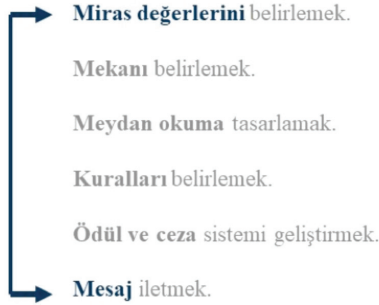 Miras değerlerini belirlemek.
Mekanı belirlemek.
Meydan okuma tasarlamak.
Kuralları belirlemek.
Ödül ve ceza sistemi geliştirmek.
Mesaj iletmek.